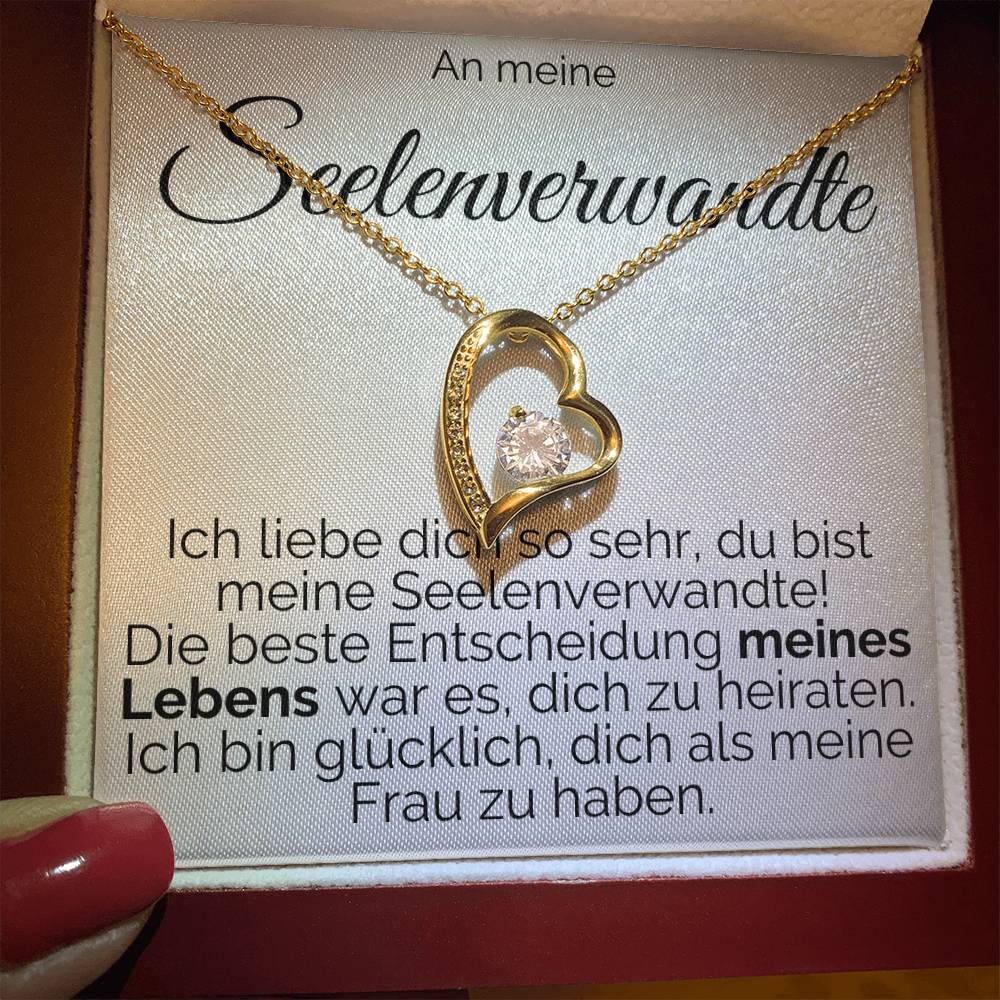 An meine
Seelenverwandte
Ich liebe dich so sehr, du bist
meine Seelenverwandte!
Die beste Entscheidung meines
Lebens war es, dich zu heiraten.
Ich bin glücklich, dich als meine
Frau zu haben.